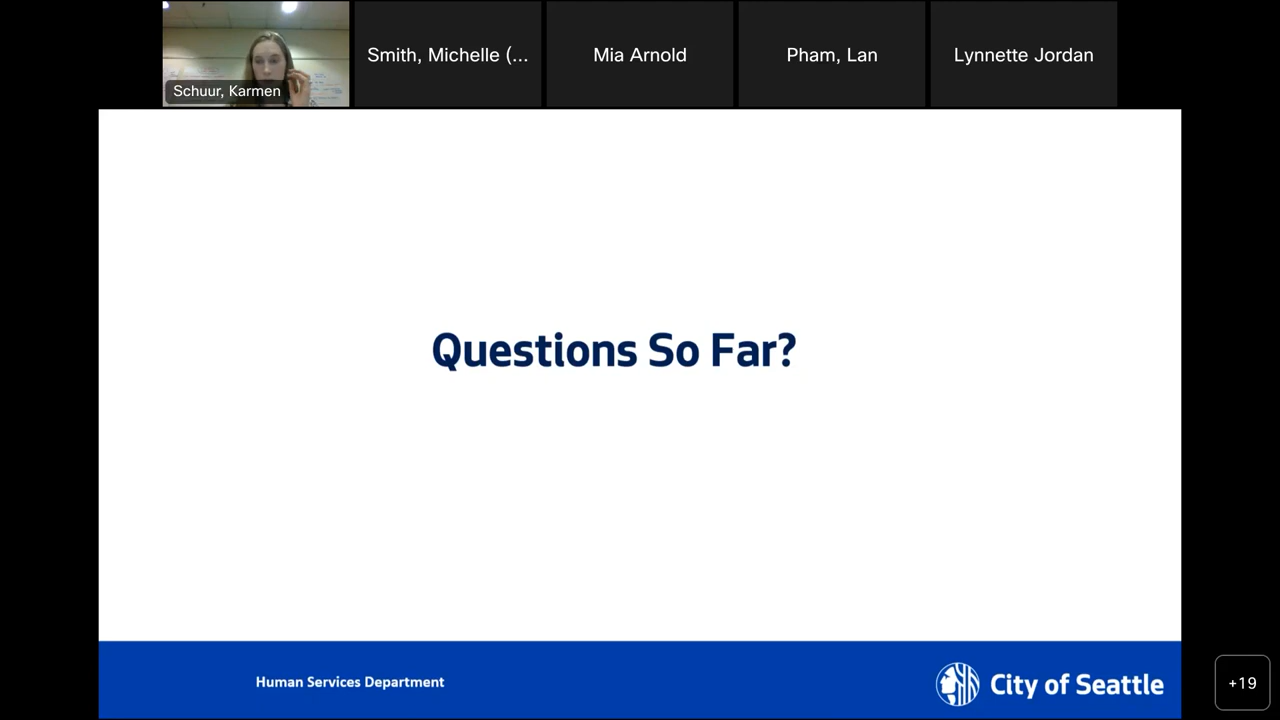 Schuur, Karmen
Smith, Michelle (...
Mia Arnold
Pham, Lan
Lynnette Jordan
Questions So Far?
Human Services Department
City of Seattle
+19